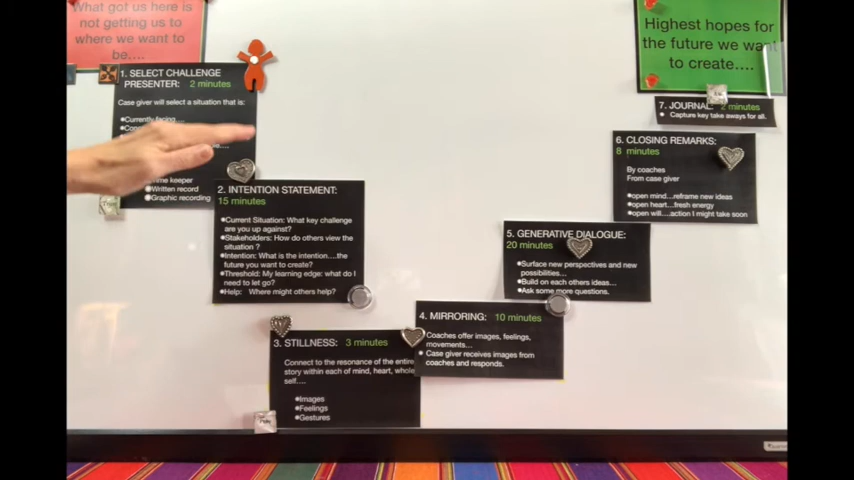 What got us here is
not getting us to
where we want to
be….
1. SELECT CHALLENGE
PRESENTER: 2 minutes
Case giver will select a situation that is:
Currently facing....
keeper
Written record
Graphic recording
2. INTENTION STATEMENT:
15 minutes
Current Situation: What key challenge
are you up against?
Stakeholders: How do others view the
situation ?
Intention: What is the intention....the
future you want to create?
Threshold: My learning edge: what do I
need to let go?
Help: Where might others help?
3. STILLNESS: 3 minutes
Connect to the resonance of the entire
story within each of mind, heart, whole
self....
Images
Feelings
Gestures
4. MIRRORING: 10 minutes
Coaches offer images, feelings,
movements...
Case giver receives images from
coaches and responds.
5. GENERATIVE DIALOGUE:
20 minutes
Surface new perspectives and new
possibilities...
Build on each others ideas...
Ask some more questions.
6. CLOSING REMARKS:
8 minutes
By coaches
From case giver
open mind...reframe new ideas
open heart...fresh energy
open will....action I might take soon
7. JOURNAL: 2 minutes
Capture key take aways for all.
Highest hopes for
the future we want
to create….